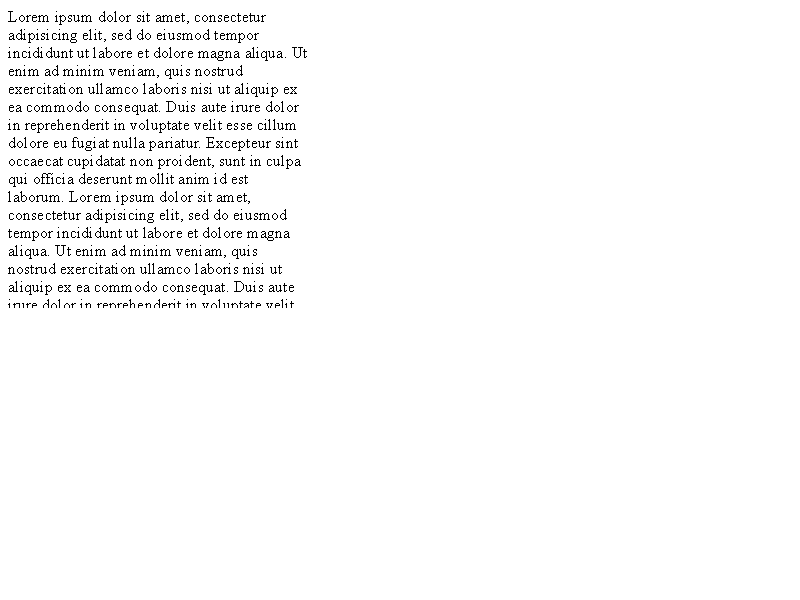 Lorem ipsum dolor sit amet, consectetur
adipisicing elit, sed do eiusmod tempor
incididunt ut labore et dolore magna aliqua. Ut
enim ad minim veniam, quis nostrud
exercitation ullamco laboris nisi ut aliquip ex
ea commodo consequat. Duis aute irure dolor
in reprehenderit in voluptate velit esse cillum
dolore eu fugiat nulla pariatur. Excepteur sint
occaecat cupidatat non proident, sunt in culpa
qui officia deserunt mollit anim id est
laborum. Lorem ipsum dolor sit amet,
consectetur adipisicing elit, sed do eiusmod
tempor incididunt ut labore et dolore magna
aliqua. Ut enim ad minim veniam, quis
nostrud exercitation ullamco laboris nisi ut
aliquip ex ea commodo consequat. Duis aute
irure dolor in reprehenderit in voluptate velit